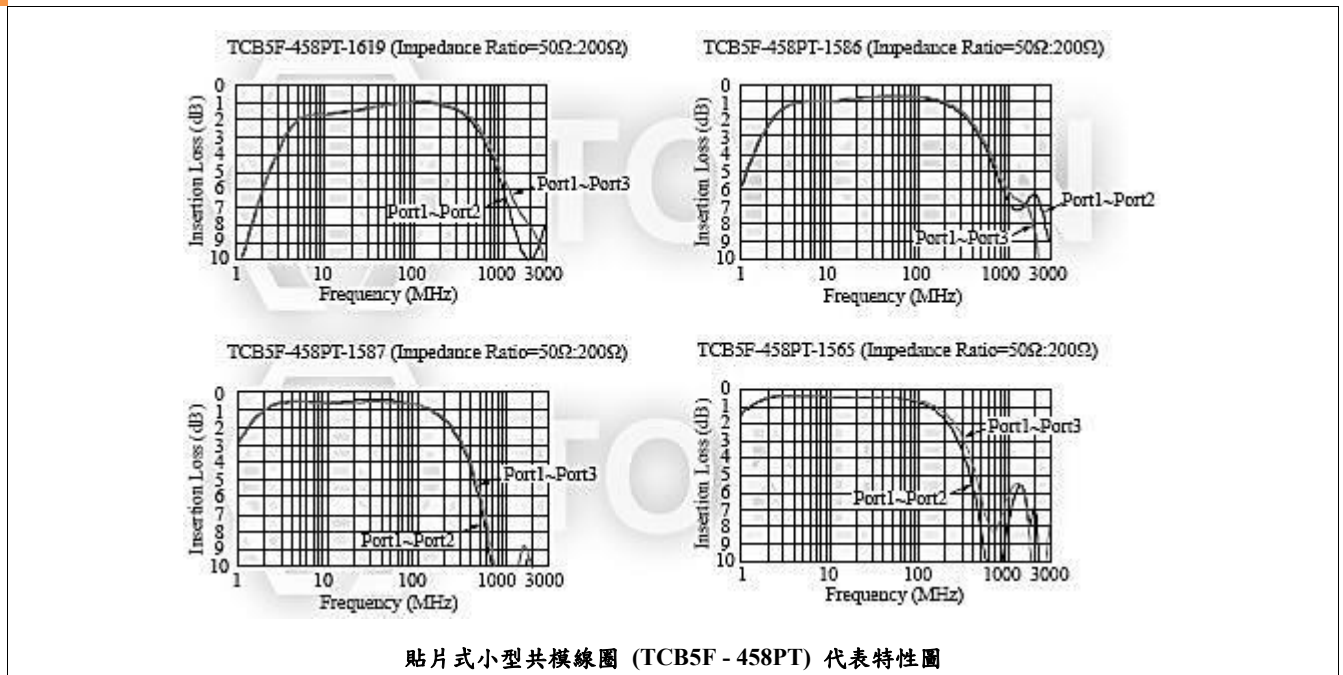 TCB5F-458PT-1619 (Impedance Ratio=50Ω:200Ω)
Insertion Loss (dB)
0
1
2
3
4
5
6
7
8
9
10
Port1~Port3
Port1~Port2
1 10 100 1000 3000
Frequency (MHz)
TCB5F-458PT-1586 (Impedance Ratio=50Ω:200Ω)
Insertion Loss (dB)
0
1
2
3
4
5
6
7
8
9
10
Port1~Port2
Port1~Port3
1 10 100 1000 3000
Frequency (MHz)
TCB5F-458PT-1587 (Impedance Ratio=50Ω:200Ω)
Insertion Loss (dB)
0
1
2
3
4
5
6
7
8
9
10
Port1~Port3
Port1~Port2
1 10 100 1000 3000
Frequency (MHz)
TCB5F-458PT-1565 (Impedance Ratio=50Ω:200Ω)
Insertion Loss (dB)
0
1
2
3
4
5
6
7
8
9
10
Port1~Port3
Port1~Port2
1 10 100 1000 3000
Frequency (MHz)
貼片式小型共模線圈 (TCB5F - 458PT) 代表特性圖